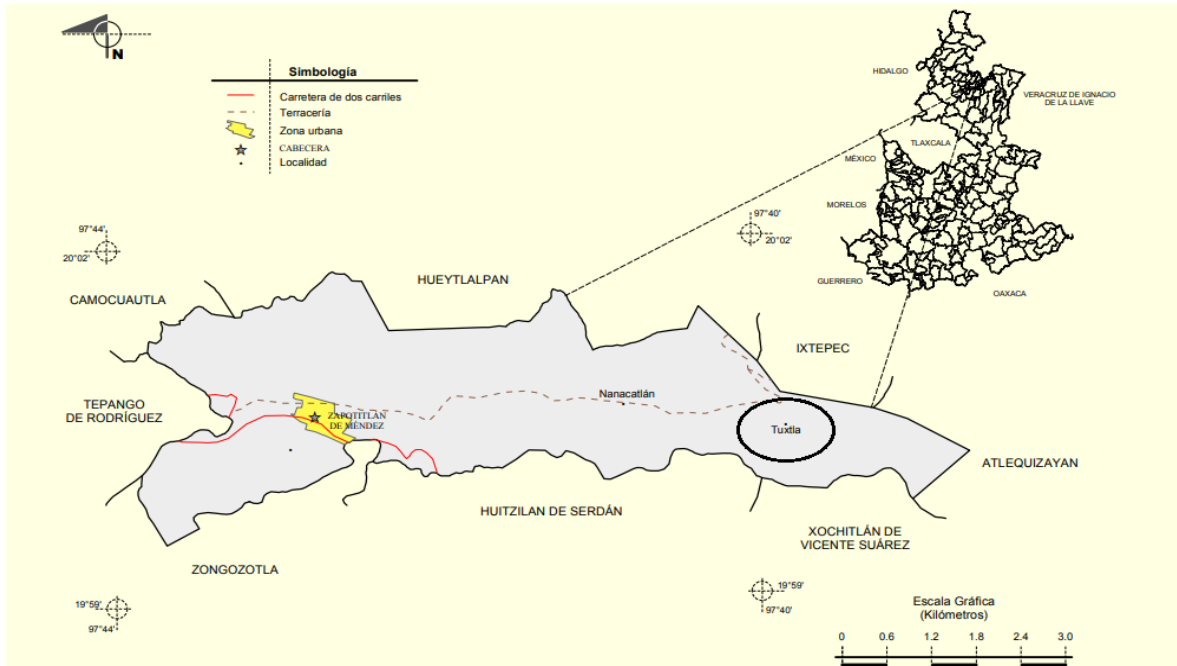 N
Simbología
Carretera de dos carriles
Terracería
Zona urbana
CABECERA
Localidad
HIDALGO
VERACRUZ DE IGNACIO
DE LA LLAVE
TLAXCALA
MÉXICO
MORELOS
GUERRERO
OAXACA
97°44'
20°02'
97°40'
20°02'
HUEYTLALPAN
CAMOCUAUTLA
IXTEPEC
TEPANGO
DE RODRÍGUEZ
Nanacatlán
ZAPOTITLAN
DE MÉNDEZ
Tuxtla
ATLEQUIZAYAN
HUITZILAN DE SERDÁN
XOCHITLÁN DE
VICENTE SUÁREZ
ZONGOZOTLA
19°59'
97°44'
19°59'
97°40'
Escala Gráfica
(Kilómetros)
0 0.6 1.2 1.8 2.4 3.0